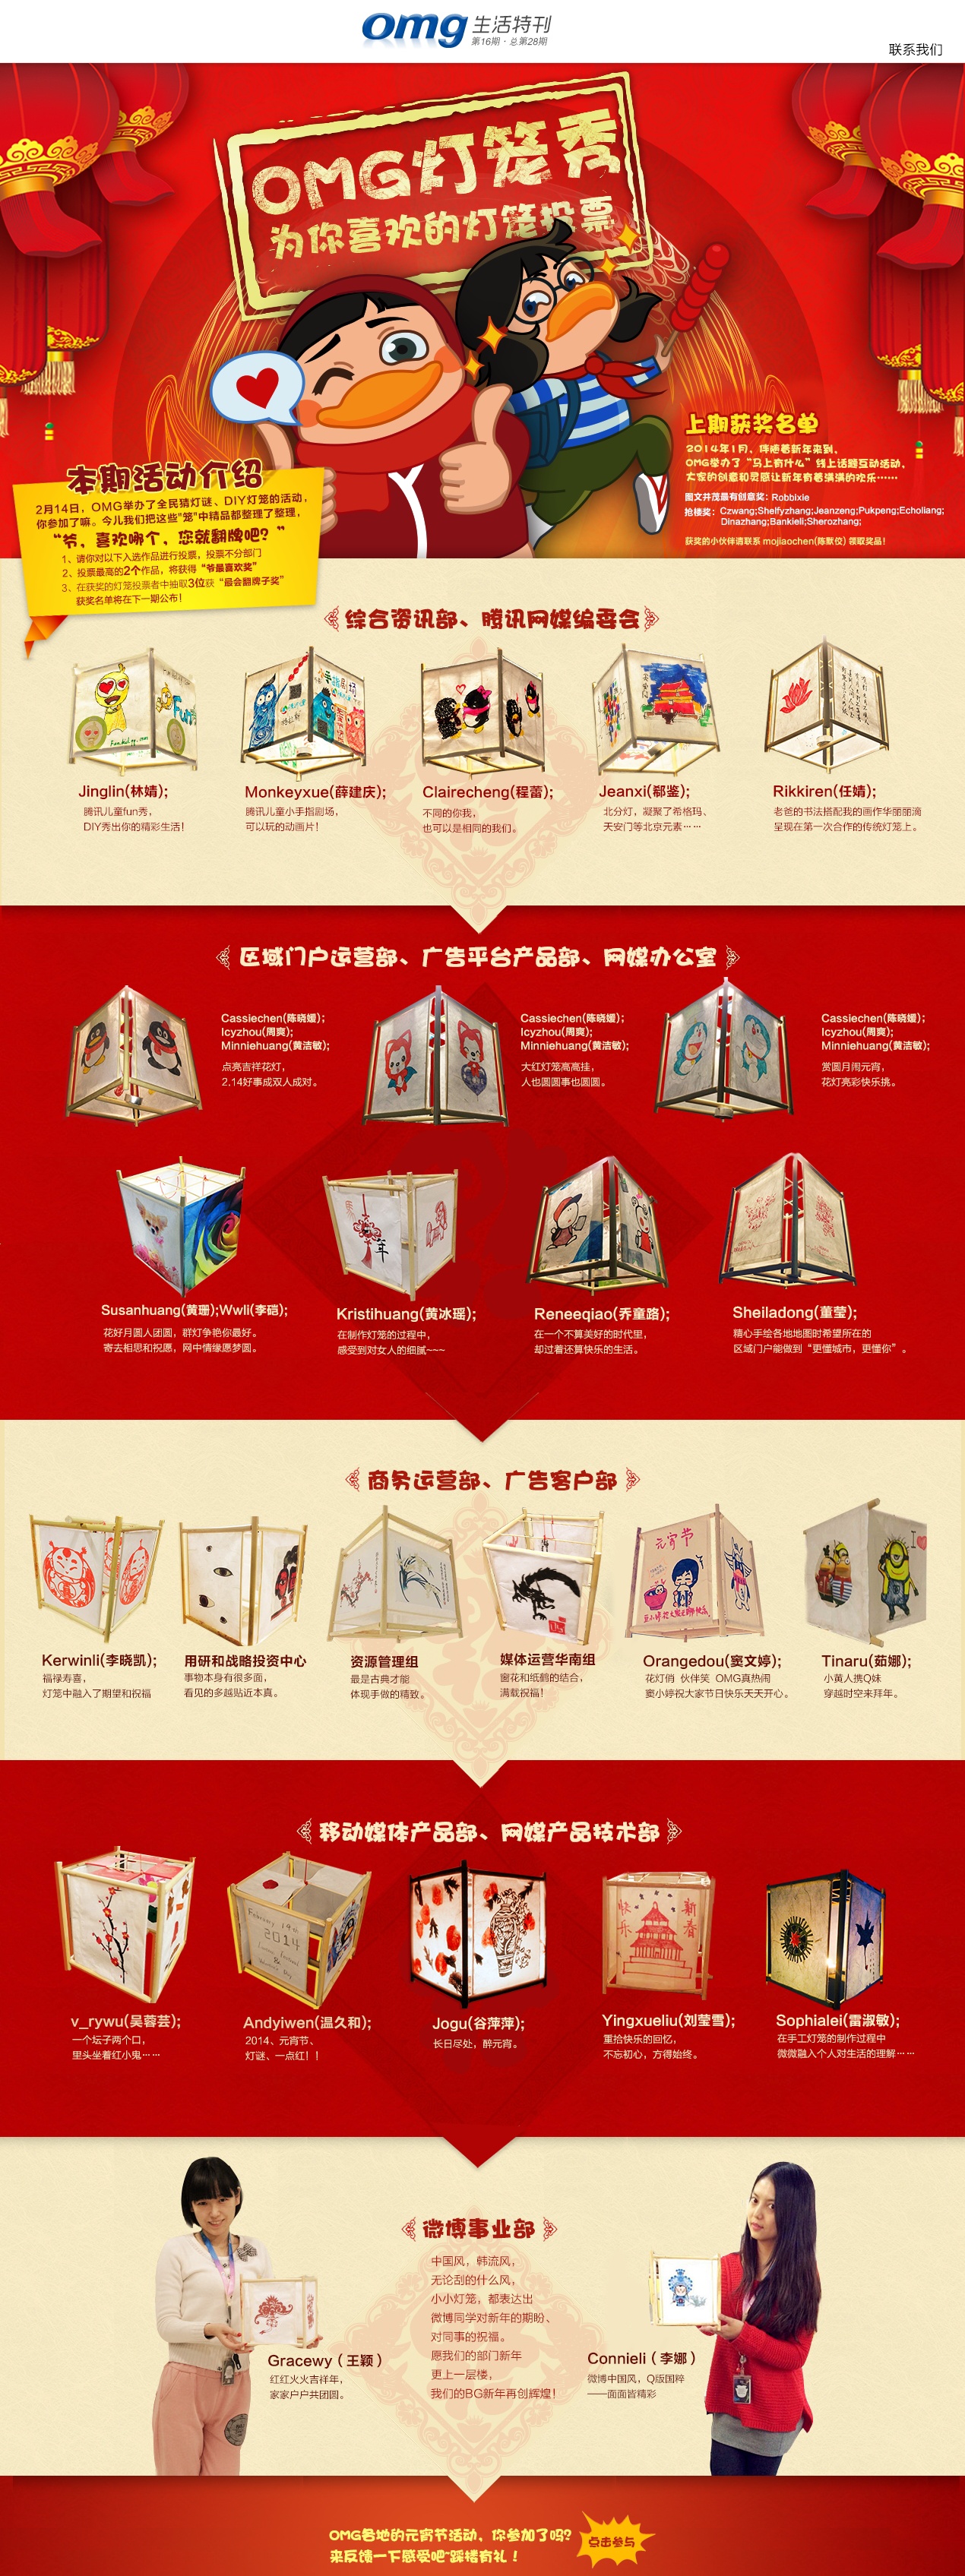 omg 生活特刊
第16期·总第28期
联系我们
OMG灯笼秀
为你喜欢的灯笼投票
上期获奖名单
2014年1月，伴随着新年来到，
OMG举办了“马上有什么”线上话题互动活动，
大家的创意和灵感让新年有着满满的欢乐……
图文并茂最有创意奖：Robbixie
抢楼奖：Czwang;Shelfyzhang;Jeanzeng;Pukpeng;Echoliang;
Dinazhang;Bankieli;Sherozhang;
获奖的小伙伴请联系 mojiaochen(陈默佼) 领取奖品！
本期活动介绍
2月14日，OMG举办了全民猜灯谜、DIY灯笼的活动，
你参加了嘛。今儿我们把这些“笼”中精品都整理了整理，
“爷，喜欢哪个，您就翻牌吧？”
1、请你对以下入选作品进行投票，投票不分部门
2、投票最高的2个作品，将获得“爷最喜欢奖”
3、在获奖的灯笼投票者中抽取3位获“最会翻牌子奖”
获奖名单将在下一期公布！
综合资讯部、腾讯网媒编委会
Fun
手指剧场
Jinglin(林婧);
腾讯儿童fun秀，
DIY秀出你的精彩生活！
Monkeyxue(薛建庆);
腾讯儿童小手指剧场，
可以玩的动画片！
Clairecheng(程蕾);
不同的你我，
也可以是相同的我们。
Jeanxi(郗鉴);
北分灯，凝聚了希格玛、
天安门等北京元素……
Rikkiren(任婧);
老爸的书法搭配我的画作华丽丽滴
呈现在第一次合作的传统灯笼上。
区域门户运营部、广告平台产品部、网媒办公室
Cassiechen(陈晓媛);
Icyzhou(周爽);
Minniehuang(黄洁敏);
点亮吉祥花灯，
2.14好事成双人成对。
Cassiechen(陈晓媛);
Icyzhou(周爽);
Minniehuang(黄洁敏);
大红灯笼高高挂，
人也圆圆事也圆圆。
Cassiechen(陈晓媛);
Icyzhou(周爽);
Minniehuang(黄洁敏);
赏圆月闹元宵，
花灯亮彩快乐挑。
Susanhuang(黄珊);Wwli(李碹);
花好月圆人团圆，群灯争艳你最好。
寄去相思和祝愿，网中情缘愿梦圆。
Kristihuang(黄冰瑶);
在制作灯笼的过程中，
感受到对女人的细腻~~~
Reneeqiao(乔童路);
在一个不算美好的时代里，
却过着还算快乐的生活。
Sheiladong(董莹);
精心手绘各地地图时希望所在的
区域门户能做到“更懂城市，更懂你”。
商务运营部、广告客户部
元宵节
I
Kerwinli(李晓凯);
福禄寿喜，
灯笼中融入了期望和祝福
用研和战略投资中心
事物本身有很多面，
看见的多越贴近本真。
资源管理组
最是古典才能
体现手做的精致。
媒体运营华南组
窗花和纸鹤的结合，
满载祝福！
Orangedou(窦文婷);
花灯俏 伙伴笑 OMG真热闹
窦小婷祝大家节日快乐天天开心。
Tinaru(茹娜);
小黄人携Q妹
穿越时空来拜年。
移动媒体产品部、网媒产品技术部
February 14th
2014
快乐
新春
v_rywu(吴蓉芸);
一个坛子两个口，
里头坐着红小鬼……
Andyiwen(温久和);
2014、元宵节、
灯谜、一点红！！
Jogu(谷萍萍);
长日尽处，醉元宵。
Yingxueliu(刘莹雪);
重拾快乐的回忆，
不忘初心，方得始终。
Sophialei(雷淑敏);
在手工灯笼的制作过程中
微微融入个人对生活的理解……
微博事业部
中国风，韩流风，
无论刮的什么风，
小小灯笼，都表达出
微博同学对新年的期盼、
对同事的祝福。
愿我们的部门新年
更上一层楼，
我们的BG新年再创辉煌！
Gracewy（王颖）
红红火火吉祥年，
家家户户共团圆。
Connieli（李娜）
微博中国风，Q版国粹
——面面皆精彩
OMG各地的元宵节活动，你参加了吗？
来反馈一下感受吧~踩楼有礼！
点击参与